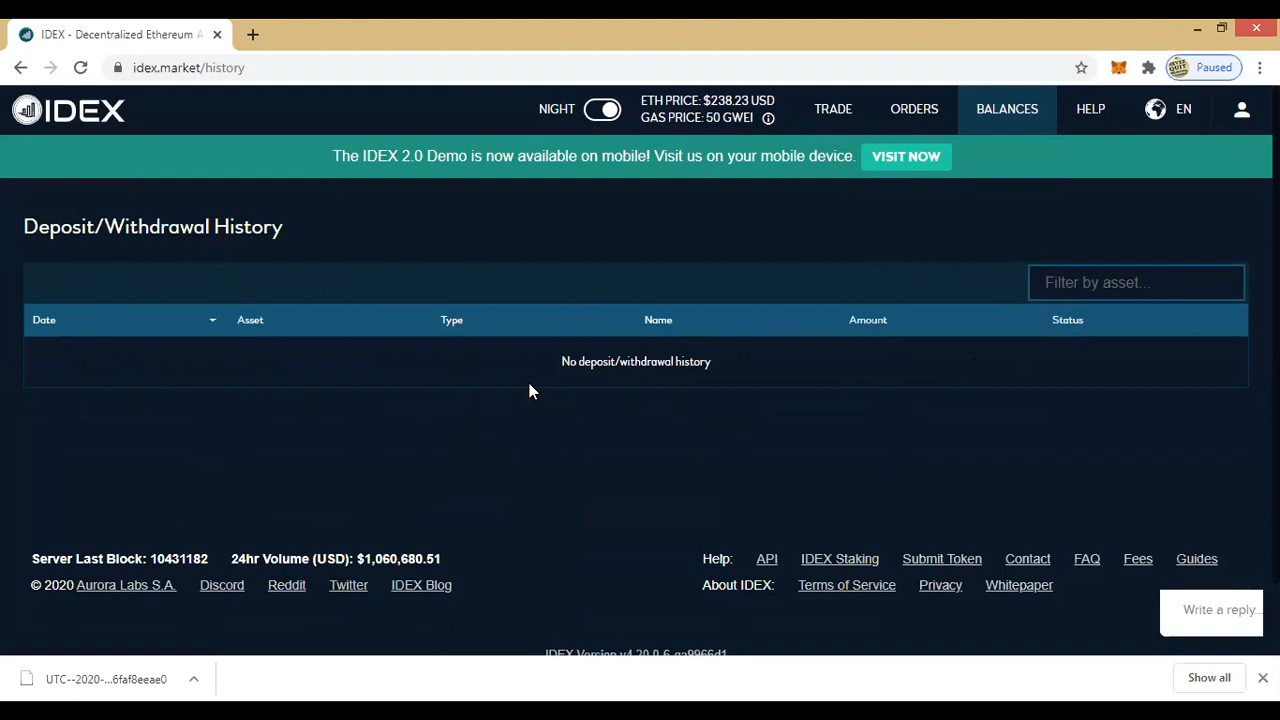 IDEX - Decentralized Ethereum A
idex.market/history
Paused
IDEX
NIGHT
ETH PRICE: $238.23 USD
GAS PRICE: 50 GWEI
TRADE
ORDERS
BALANCES
HELP
EN
The IDEX 2.0 Demo is now available on mobile! Visit us on your mobile device.
VISIT NOW
Deposit/Withdrawal History
Filter by asset...
Date
Asset
Type
Name
Amount
Status
No deposit/withdrawal history
Server Last Block: 10431182
24hr Volume (USD): $1,060,680.51
Help:
API
IDEX Staking
Submit Token
Contact
FAQ
Fees
Guides
© 2020 Aurora Labs S.A.
Discord
Reddit
Twitter
IDEX Blog
About IDEX:
Terms of Service
Privacy
Whitepaper
Write a reply...
IDEX Version
UTC--2020-...6faf8eeae0
Show all